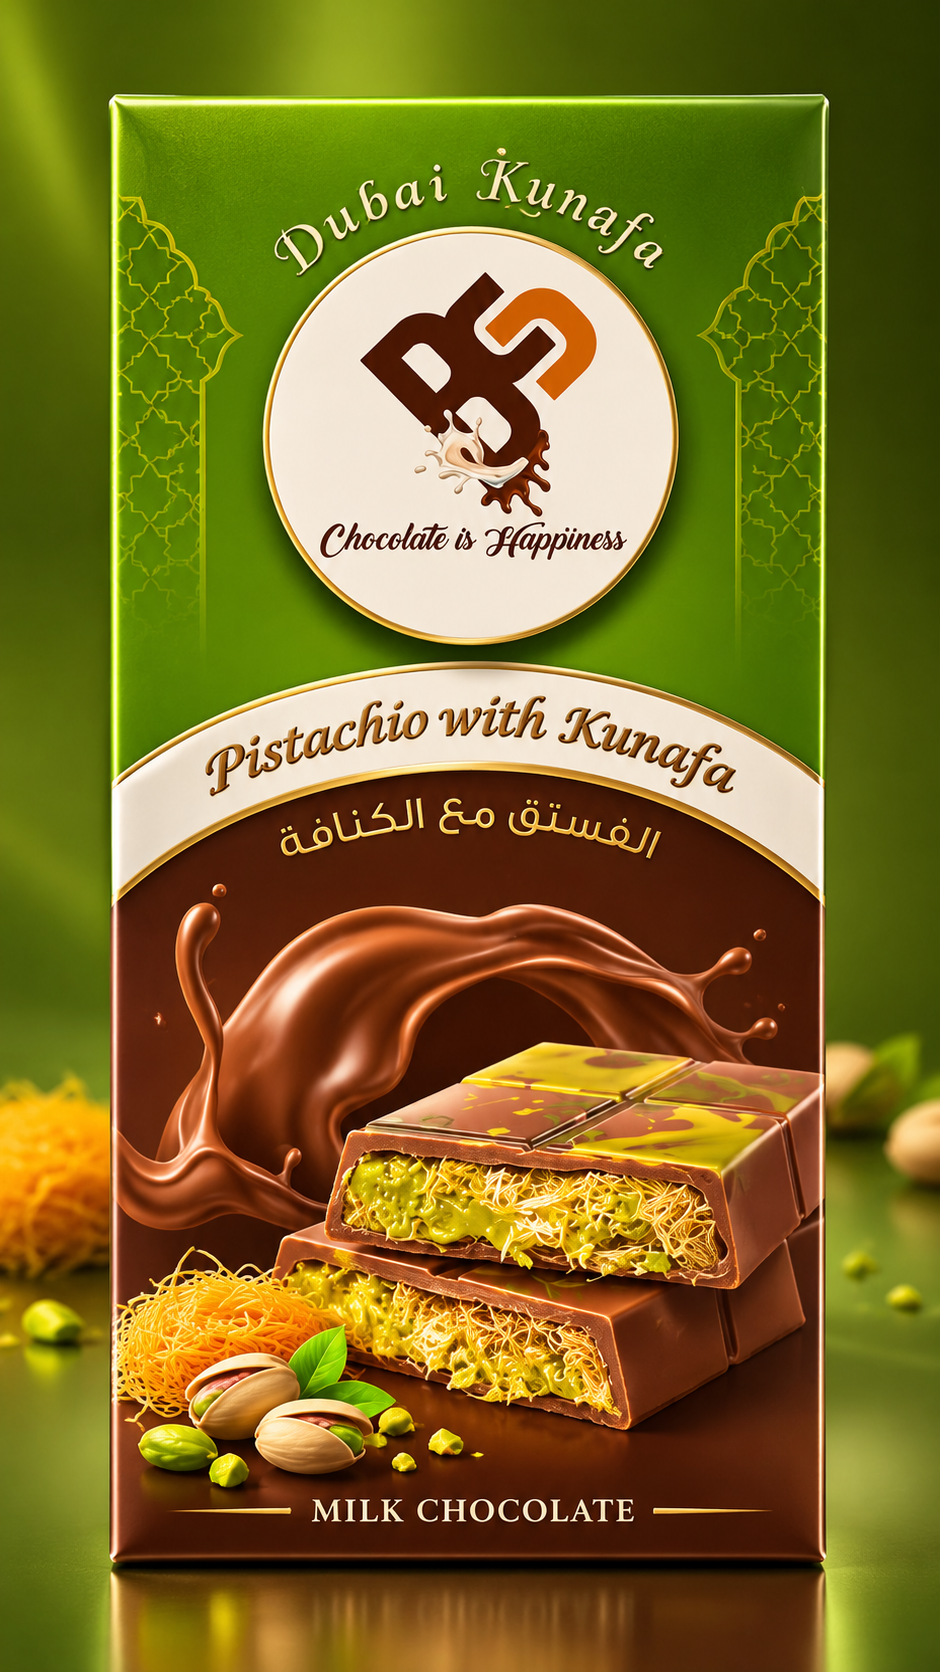 Dubai Kunafa
Chocolate is Happiness
Pistachio with Kunafa
الفستق مع الكنافة
MILK CHOCOLATE